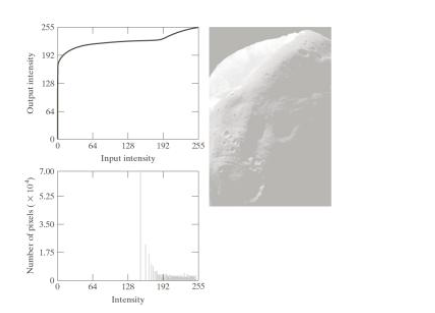 255
192
128
64
0
Output intensity
0 64 128 192 255
Input intensity
7.00
5.25
3.50
1.75
0
Number of pixels ( × 10⁴)
0 64 128 192 255
Intensity